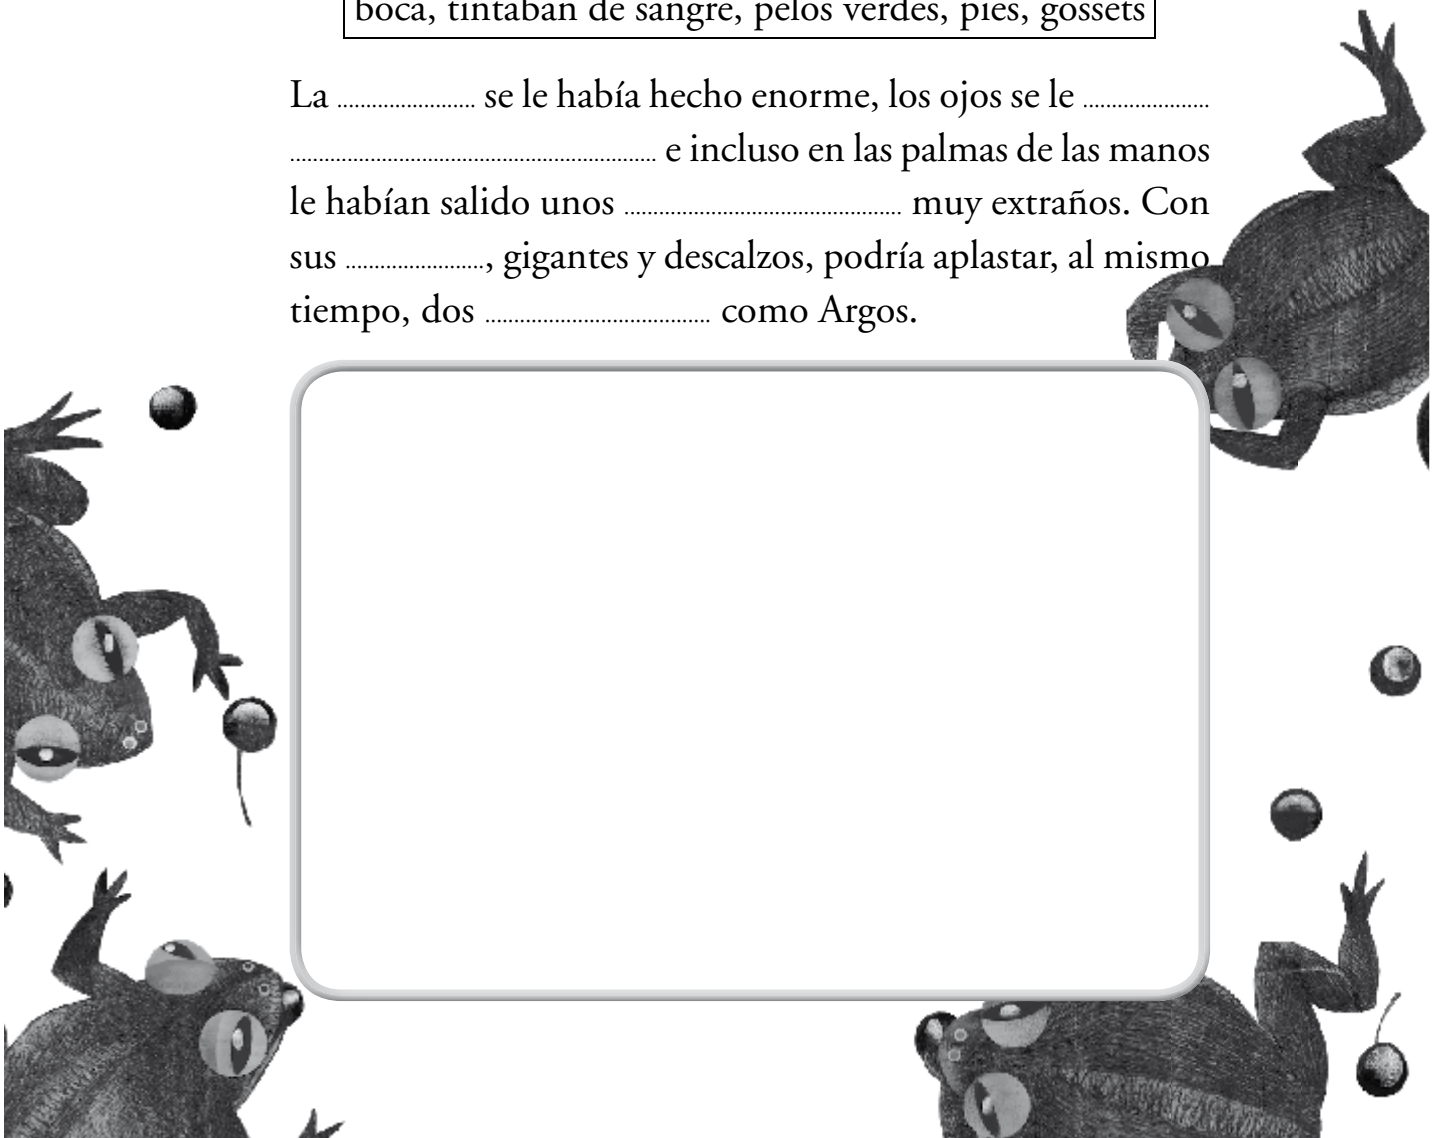 boca, tintaban de sangre, pelos verdes, pies, gossets
La ........................ se le había hecho enorme, los ojos se le ......................
................................................................ e incluso en las palmas de las manos
le habían salido unos ................................................ muy extraños. Con
sus ........................, gigantes y descalzos, podría aplastar, al mismo
tiempo, dos ....................................... como Argos.